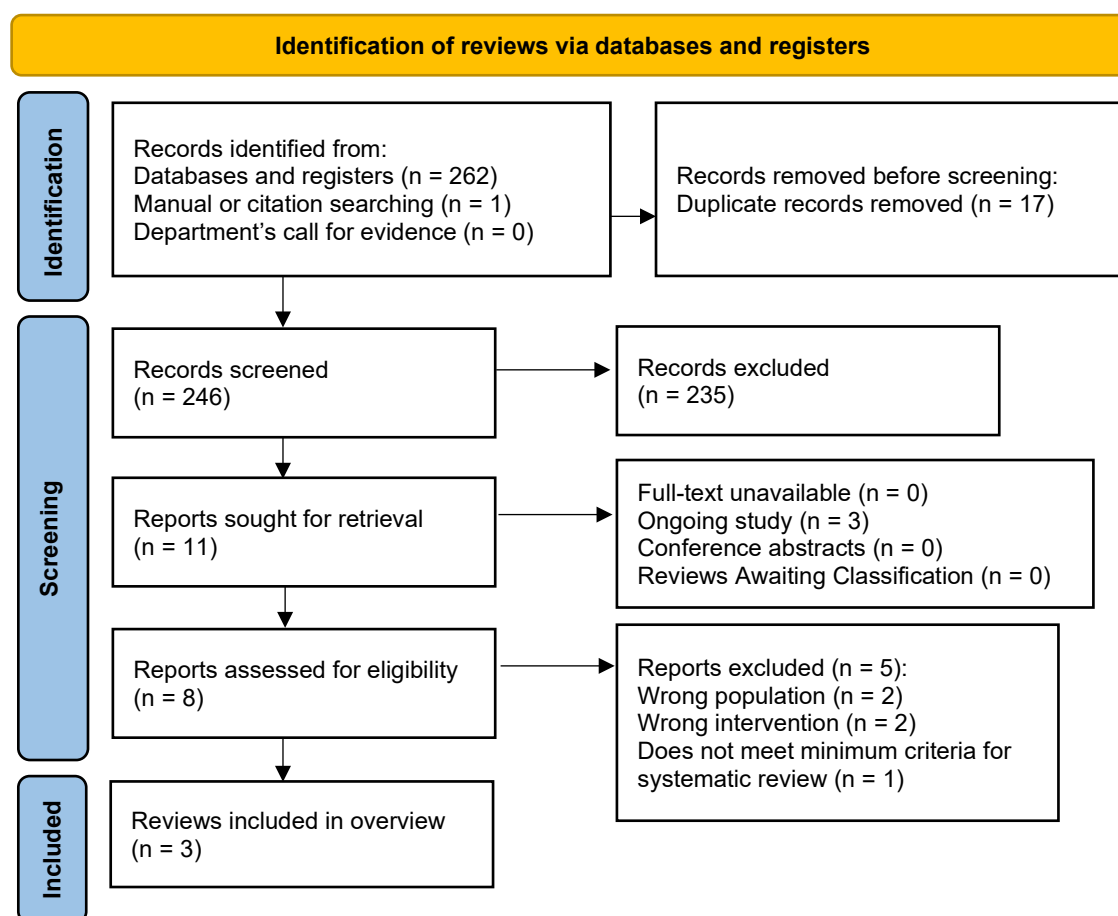 Identification of reviews via databases and registers
Identification
Records identified from:
Databases and registers (n = 262)
Manual or citation searching (n = 1)
Department’s call for evidence (n = 0)
Records removed before screening:
Duplicate records removed (n = 17)
Screening
Records screened
(n = 246)
Records excluded
(n = 235)
Reports sought for retrieval
(n = 11)
Full-text unavailable (n = 0)
Ongoing study (n = 3)
Conference abstracts (n = 0)
Reviews Awaiting Classification (n = 0)
Reports assessed for eligibility
(n = 8)
Reports excluded (n = 5):
Wrong population (n = 2)
Wrong intervention (n = 2)
Does not meet minimum criteria for
systematic review (n = 1)
Included
Reviews included in overview
(n = 3)